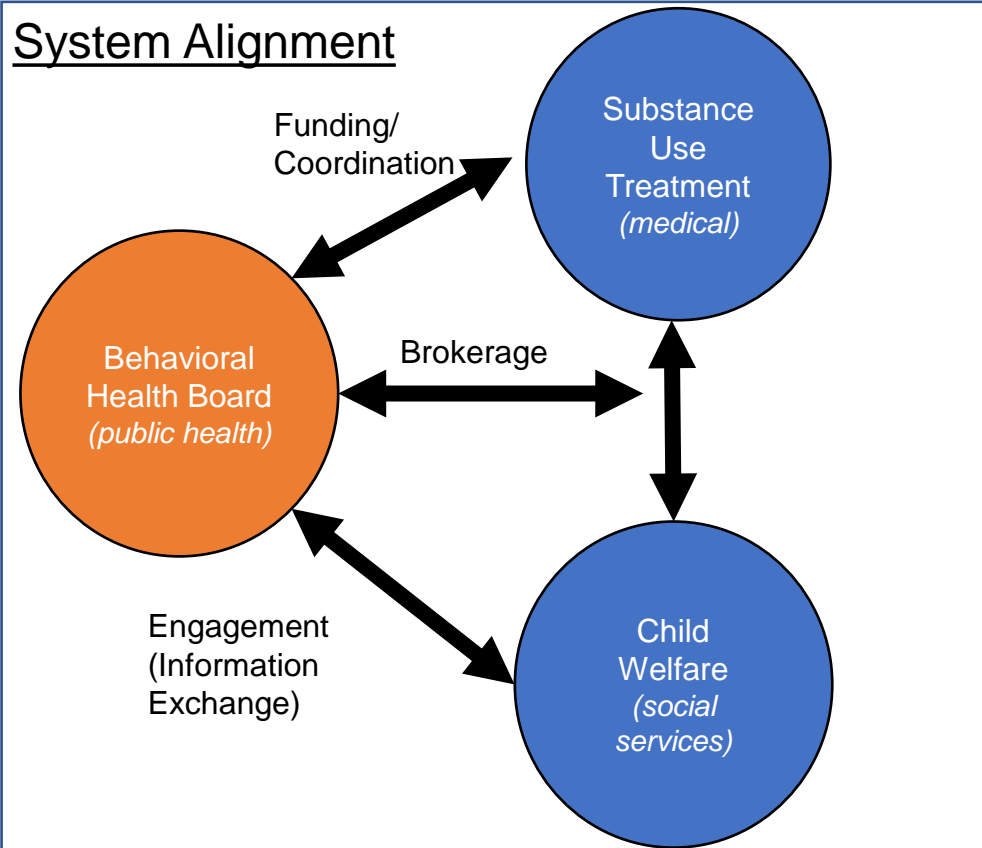 System Alignment
Funding/
Coordination
Substance
Use
Treatment
(medical)
Behavioral
Health Board
(public health)
Brokerage
Engagement
(Information
Exchange)
Child
Welfare
(social
services)